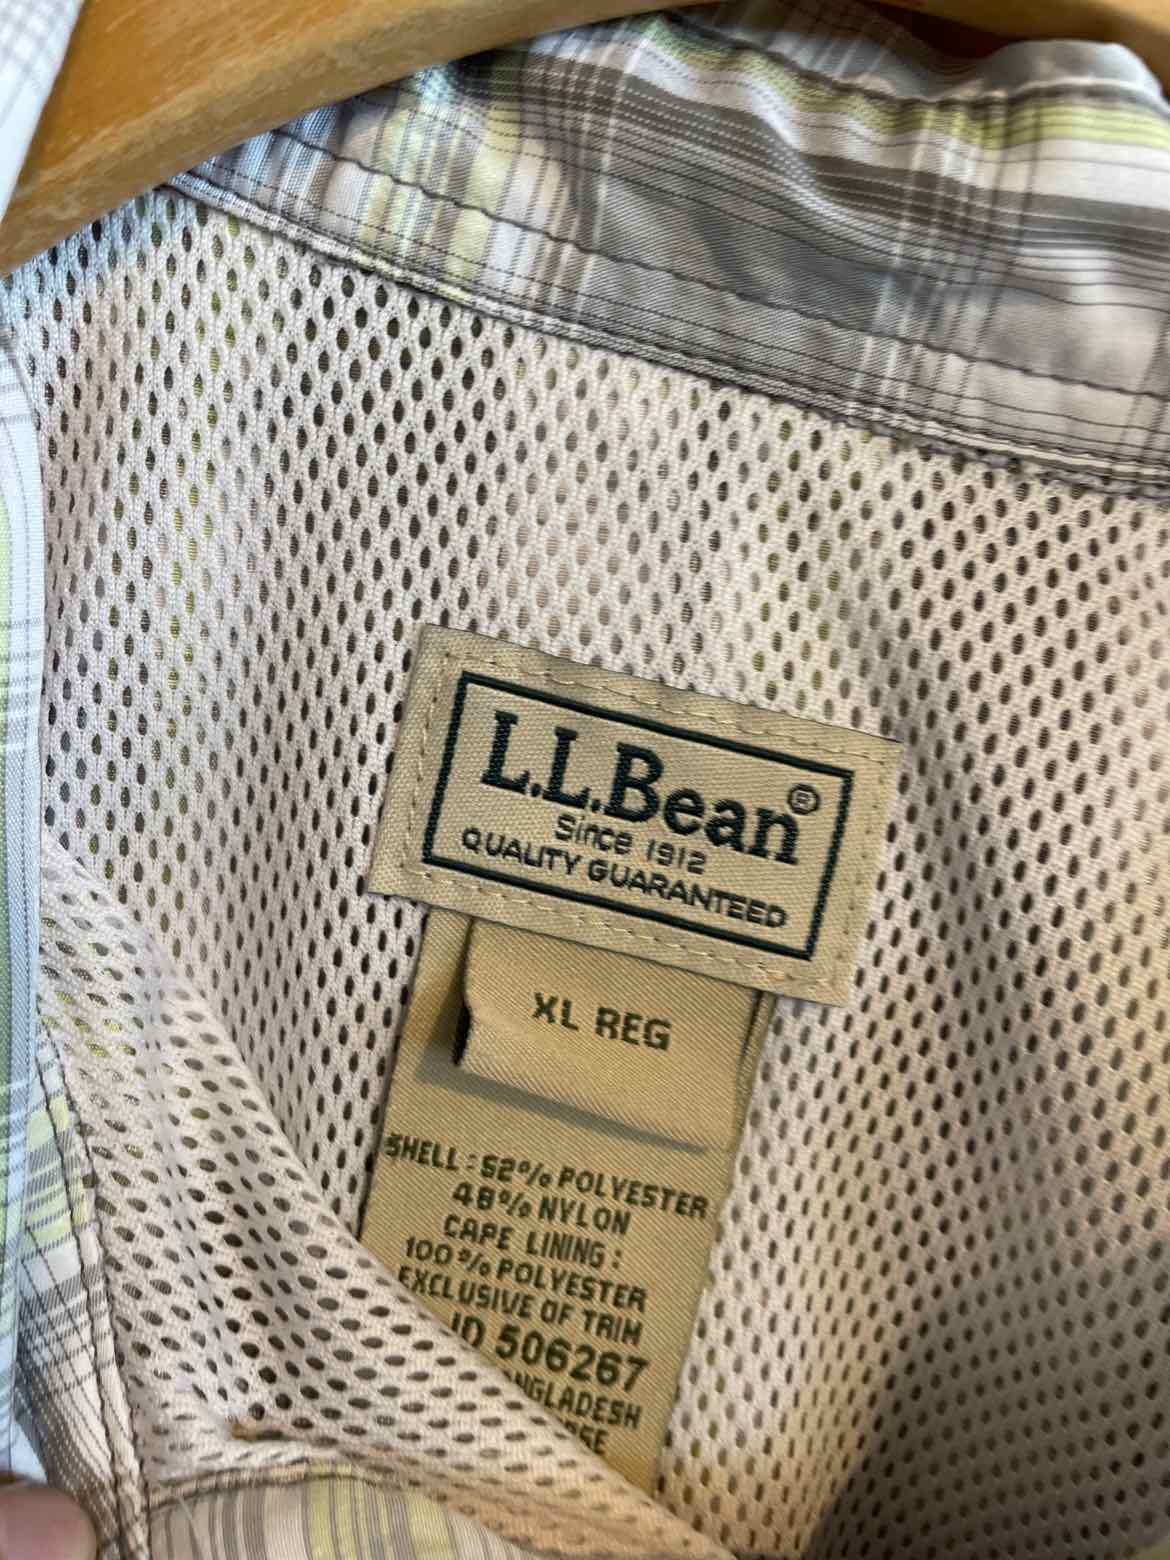 L.L.Bean®
Since 1912
QUALITY GUARANTEED
XL REG
SHELL : 52% POLYESTER
48% NYLON
CAPE LINING :
100% POLYESTER
EXCLUSIVE OF TRIM
ID 506267